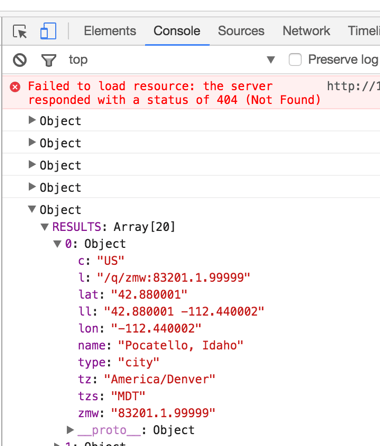 Elements Console Sources Network Timeli
top Preserve log
Failed to load resource: the server http://1
responded with a status of 404 (Not Found)
Object
Object
Object
Object
Object
RESULTS: Array[20]
0: Object
c: "US"
l: "/q/zmw:83201.1.99999"
lat: "42.880001"
ll: "42.880001 -112.440002"
lon: "-112.440002"
name: "Pocatello, Idaho"
type: "city"
tz: "America/Denver"
tzs: "MDT"
zmw: "83201.1.99999"
__proto__: Object
1: Object